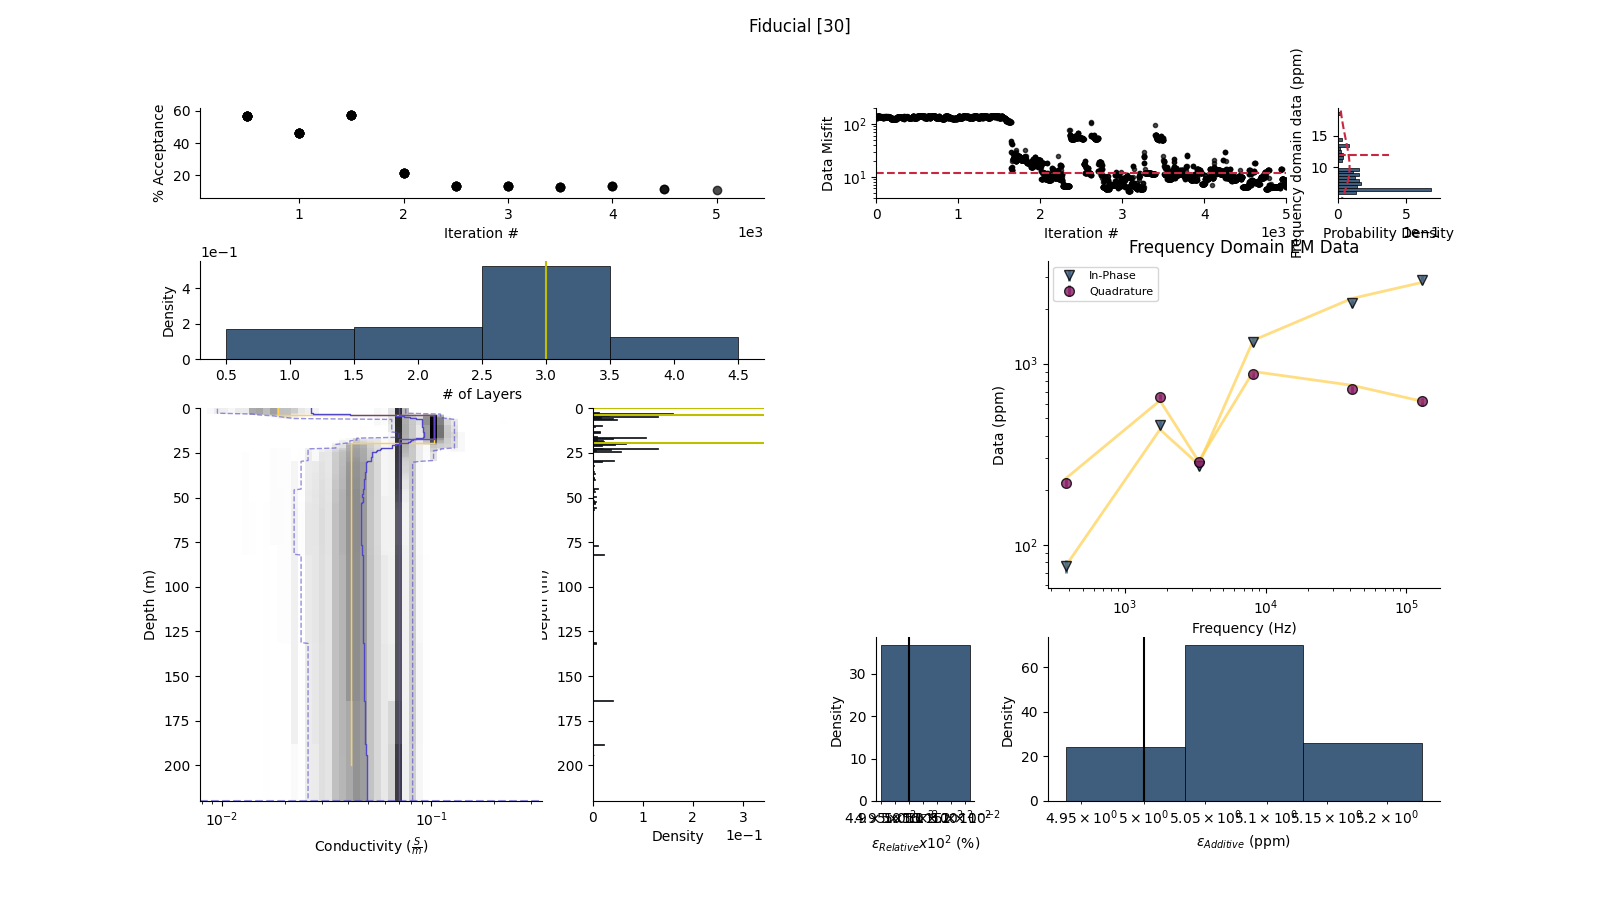 Fiducial [30]
% Acceptance
60
40
20
1
2
3
4
5
Iteration #
1e3
Data Misfit
10²
10¹
0
1
2
3
4
5
Iteration #
1e3
Frequency domain data (ppm)
15
10
0
5
Probability Density
1e−1
1e−1
Density
4
2
0
0.5
1.0
1.5
2.0
2.5
3.0
3.5
4.0
4.5
# of Layers
Frequency Domain EM Data
In-Phase
Quadrature
Data (ppm)
10³
10²
10³
10⁴
10⁵
Frequency (Hz)
Depth (m)
0
25
50
75
100
125
150
175
200
10⁻²
10⁻¹
Conductivity (S/m)
Depth (m)
0
25
50
75
100
125
150
175
200
0
1
2
3
Density
1e−1
Density
30
20
10
0
ε_Relative x10² (%)
Density
60
40
20
0
4.95×10⁰
5×10⁰
5.05×10⁰
5.1×10⁰
5.15×10⁰
5.2×10⁰
ε_Additive (ppm)